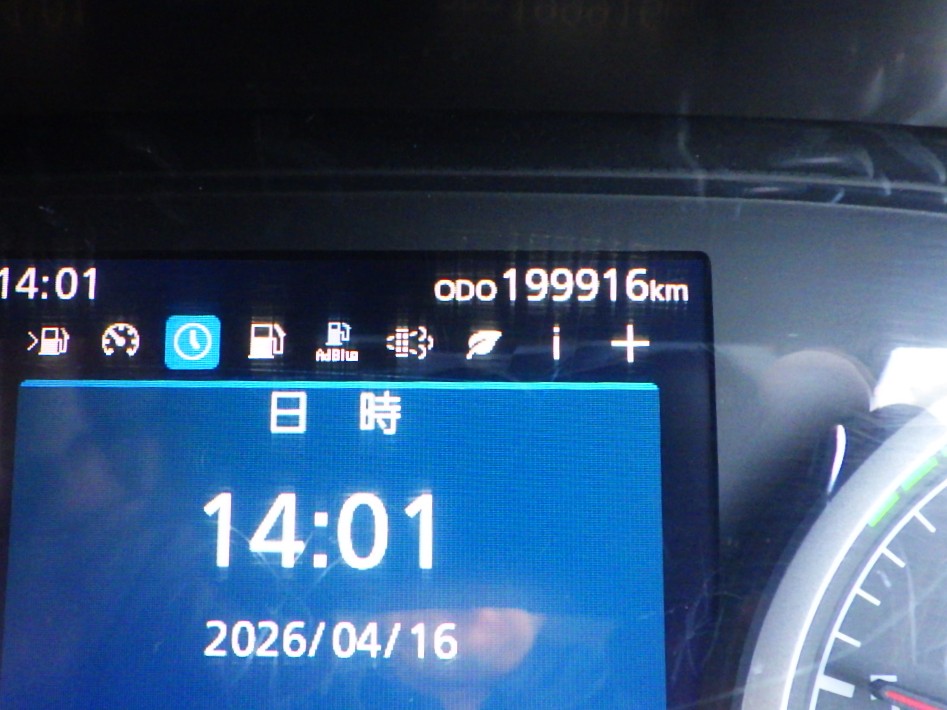 14:01 ODO199916km
AdBlue
i
日 時
14:01
2026/04/16